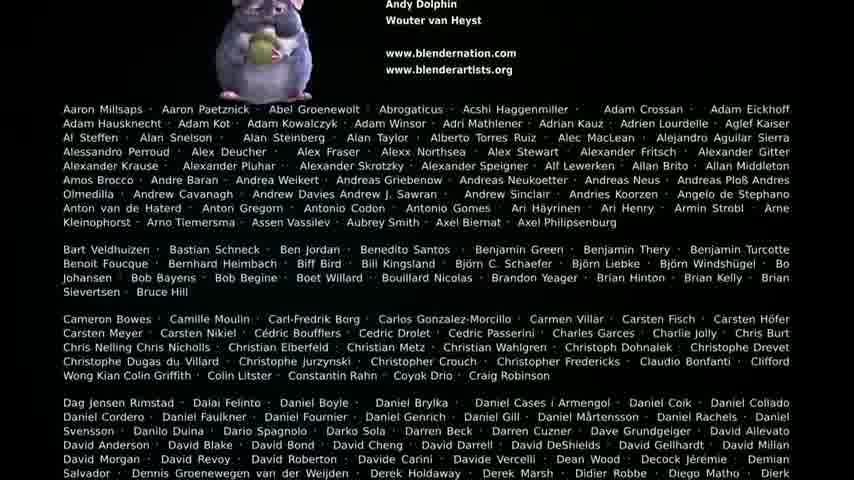 Andy Dolphin
Wouter van Heyst
www.blendernation.com
www.blenderartists.org
Aaron Millsaps · Aaron Paetznick · Abel Groenewolt · Abrogaticus · Acshi Haggenmiller · Adam Crossan · Adam Eickhoff
Adam Hausknecht · Adam Kot · Adam Kowalczyk · Adam Winsor · Adri Mathlener · Adrian Kauz · Adrien Lourdelle · Aglef Kaiser
Al Steffen · Alan Snelson · Alan Steinberg · Alan Taylor · Alberto Torres Ruiz · Alec MacLean · Alejandro Aguilar Sierra
Alessandro Perroud · Alex Deucher · Alex Fraser · Alexx Northsea · Alex Stewart · Alexander Fritsch · Alexander Gitter
Alexander Krause · Alexander Pluhar · Alexander Skrotzky · Alexander Speigner · Alf Lewerken · Allan Brito · Allan Middleton
Amos Brocco · Andre Baran · Andrea Weikert · Andreas Griebenow · Andreas Neukoetter · Andreas Neus · Andreas Ploß Andres
Olmedilla · Andrew Cavanagh · Andrew Davies Andrew J. Sawran · Andrew Sinclair · Andries Koorzen · Angelo de Stephano
Anton van de Haterd · Anton Gregorn · Antonio Codon · Antonio Gomes · Ari Häyrinen · Ari Henry · Armin Strobl · Arne
Kleinophorst · Arno Tiemersma · Assen Vassilev · Aubrey Smith · Axel Biernat · Axel Philipsenburg
Bart Veldhuizen · Bastian Schneck · Ben Jordan · Benedito Santos · Benjamin Green · Benjamin Thery · Benjamin Turcotte
Benoit Foucque · Bernhard Heimbach · Biff Bird · Bill Kingsland · Björn C. Schaefer · Björn Liebke · Björn Windshügel · Bo
Johansen · Bob Bayens · Bob Begine · Boet Willard · Bouillard Nicolas · Brandon Yeager · Brian Hinton · Brian Kelly · Brian
Sievertsen · Bruce Hill
Cameron Bowes · Camille Moulin · Carl-Fredrik Borg · Carlos Gonzalez-Morcillo · Carmen Villar · Carsten Fisch · Carsten Höfer
Carsten Meyer · Carsten Nikiel · Cédric Boufflers · Cedric Drolet · Cedric Passerini · Charles Garces · Charlie Jolly · Chris Burt
Chris Nelling Chris Nicholls · Christian Elberfeld · Christian Metz · Christian Wahlgren · Christoph Dohnalek · Christophe Drevet
Christophe Dugas du Villard · Christophe Jurzynski · Christopher Crouch · Christopher Fredericks · Claudio Bonfanti · Clifford
Wong Kian Colin Griffith · Colin Litster · Constantin Rahn · Coyok Drio · Craig Robinson
Dag Jensen Rimstad · Dalai Felinto · Daniel Boyle · Daniel Brylka · Daniel Cases i Armengol · Daniel Coik · Daniel Collado
Daniel Cordero · Daniel Faulkner · Daniel Fournier · Daniel Genrich · Daniel Gill · Daniel Mårtensson · Daniel Rachels · Daniel
Svensson · Danilo Duina · Dario Spagnolo · Darko Sola · Darren Beck · Darren Cuzner · Dave Grundgeiger · David Allevato
David Anderson · David Blake · David Bond · David Cheng · David Darrell · David DeShields · David Gellhardt · David Millan
David Morgan · David Revoy · David Roberton · Davide Carini · Davide Vercelli · Dean Wood · Decock Jérémie · Demian
Salvador · Dennis Groenewegen van der Weijden · Derek Holdaway · Derek Marsh · Didier Robbe · Diego Matho · Dierk